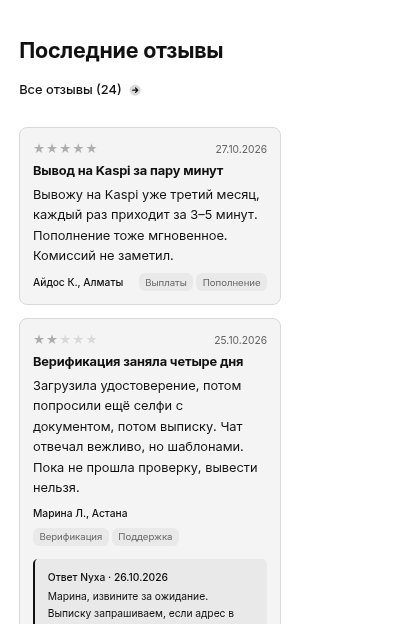 Последние отзывы
Все отзывы (24)
27.10.2026
Вывод на Kaspi за пару минут
Вывожу на Kaspi уже третий месяц,
каждый раз приходит за 3–5 минут.
Пополнение тоже мгновенное.
Комиссий не заметил.
Айдос К., Алматы
Выплаты
Пополнение
25.10.2026
Верификация заняла четыре дня
Загрузила удостоверение, потом
попросили ещё селфи с
документом, потом выписку. Чат
отвечал вежливо, но шаблонами.
Пока не прошла проверку, вывести
нельзя.
Марина Л., Астана
Верификация
Поддержка
Ответ Nyxa · 26.10.2026
Марина, извините за ожидание.
Выписку запрашиваем, если адрес в